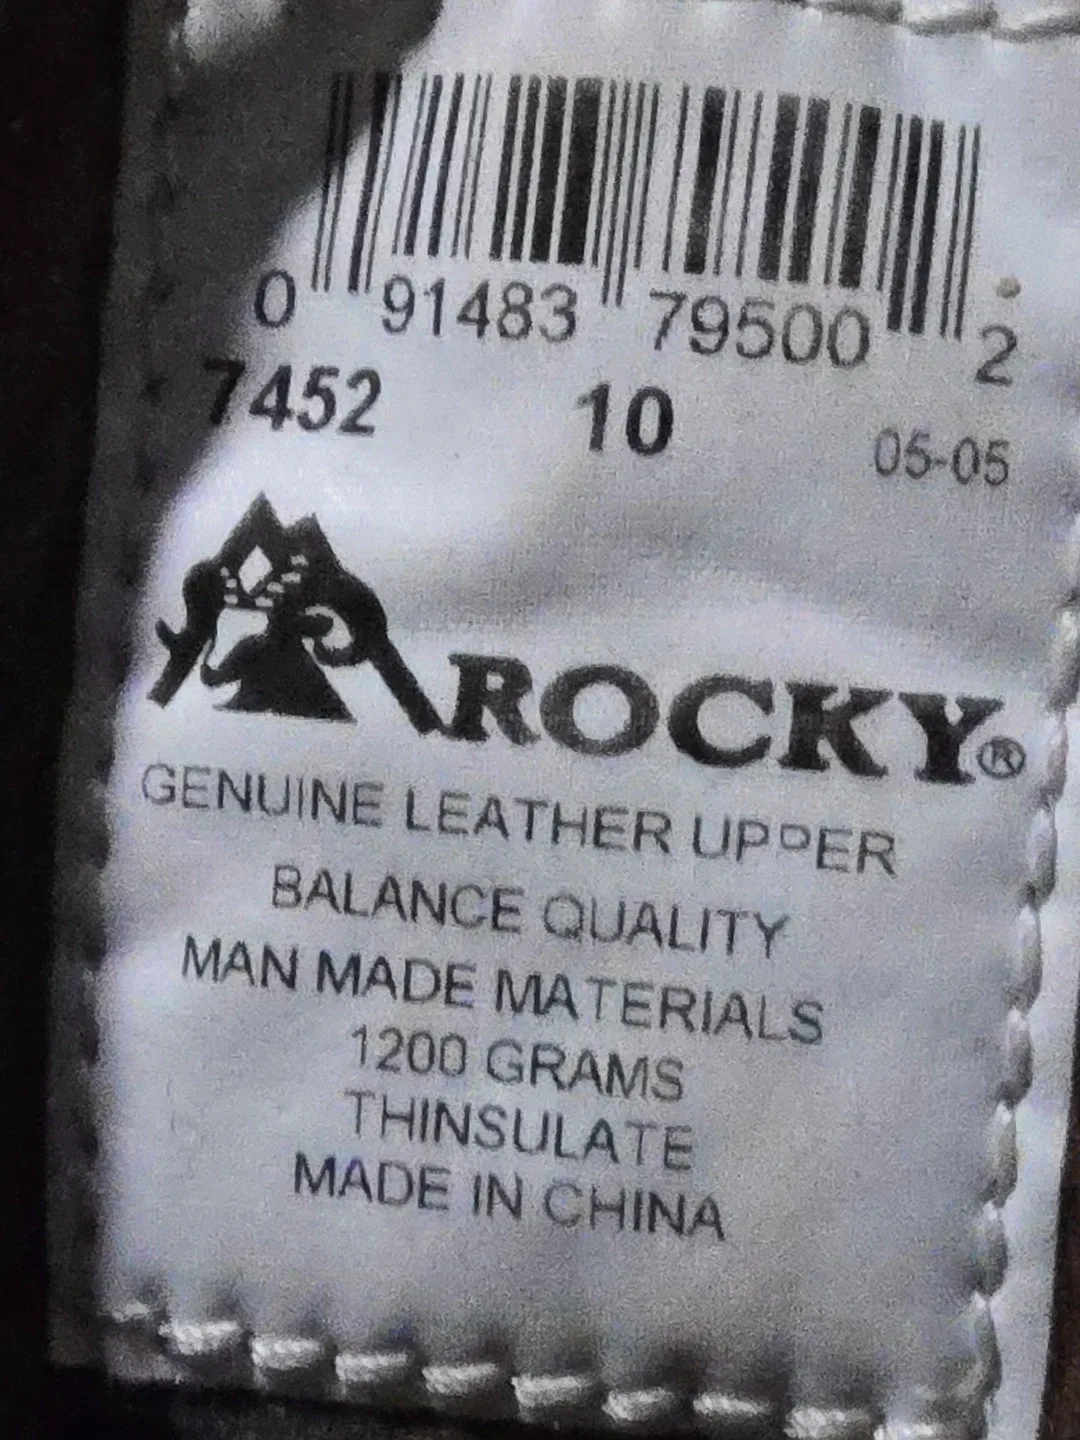 0 91483 79500 2
7452 10 05-05
ROCKY®
GENUINE LEATHER UPPER
BALANCE QUALITY
MAN MADE MATERIALS
1200 GRAMS
THINSULATE
MADE IN CHINA